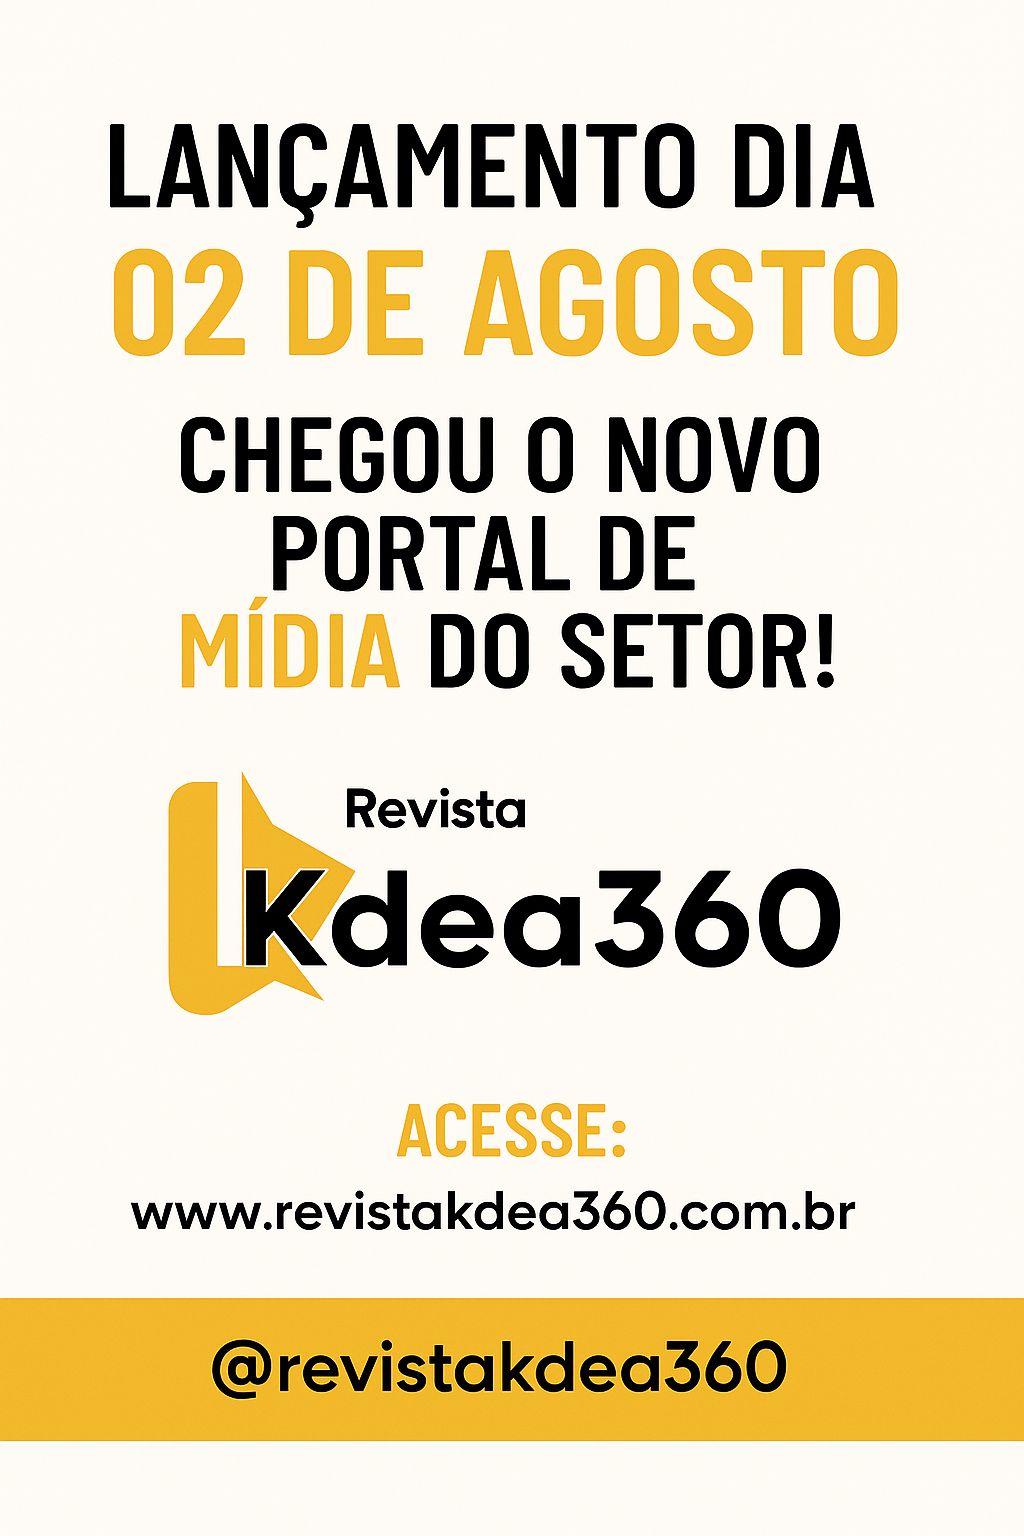 LANÇAMENTO DIA
02 DE AGOSTO
CHEGOU O NOVO
PORTAL DE
MÍDIA DO SETOR!
Revista
Kdea360
ACESSE:
www.revistakdea360.com.br
@revistakdea360